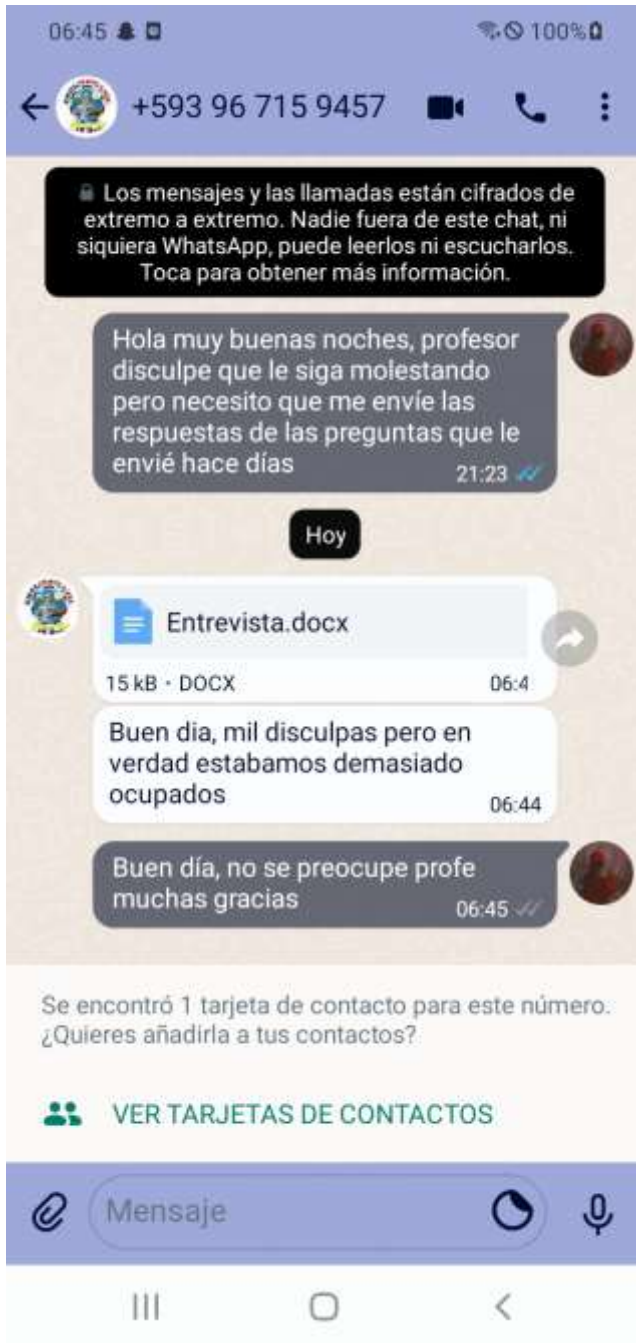 06:45
100%
+593 96 715 9457
Los mensajes y las llamadas están cifrados de
extremo a extremo. Nadie fuera de este chat, ni
siquiera WhatsApp, puede leerlos ni escucharlos.
Toca para obtener más información.
Hola muy buenas noches, profesor
disculpe que le siga molestando
pero necesito que me envíe las
respuestas de las preguntas que le
envié hace días
21:23
Hoy
Entrevista.docx
15 kB · DOCX
06:4
Buen dia, mil disculpas pero en
verdad estabamos demasiado
ocupados
06:44
Buen día, no se preocupe profe
muchas gracias
06:45
Se encontró 1 tarjeta de contacto para este número.
¿Quieres añadirla a tus contactos?
VER TARJETAS DE CONTACTOS
Mensaje